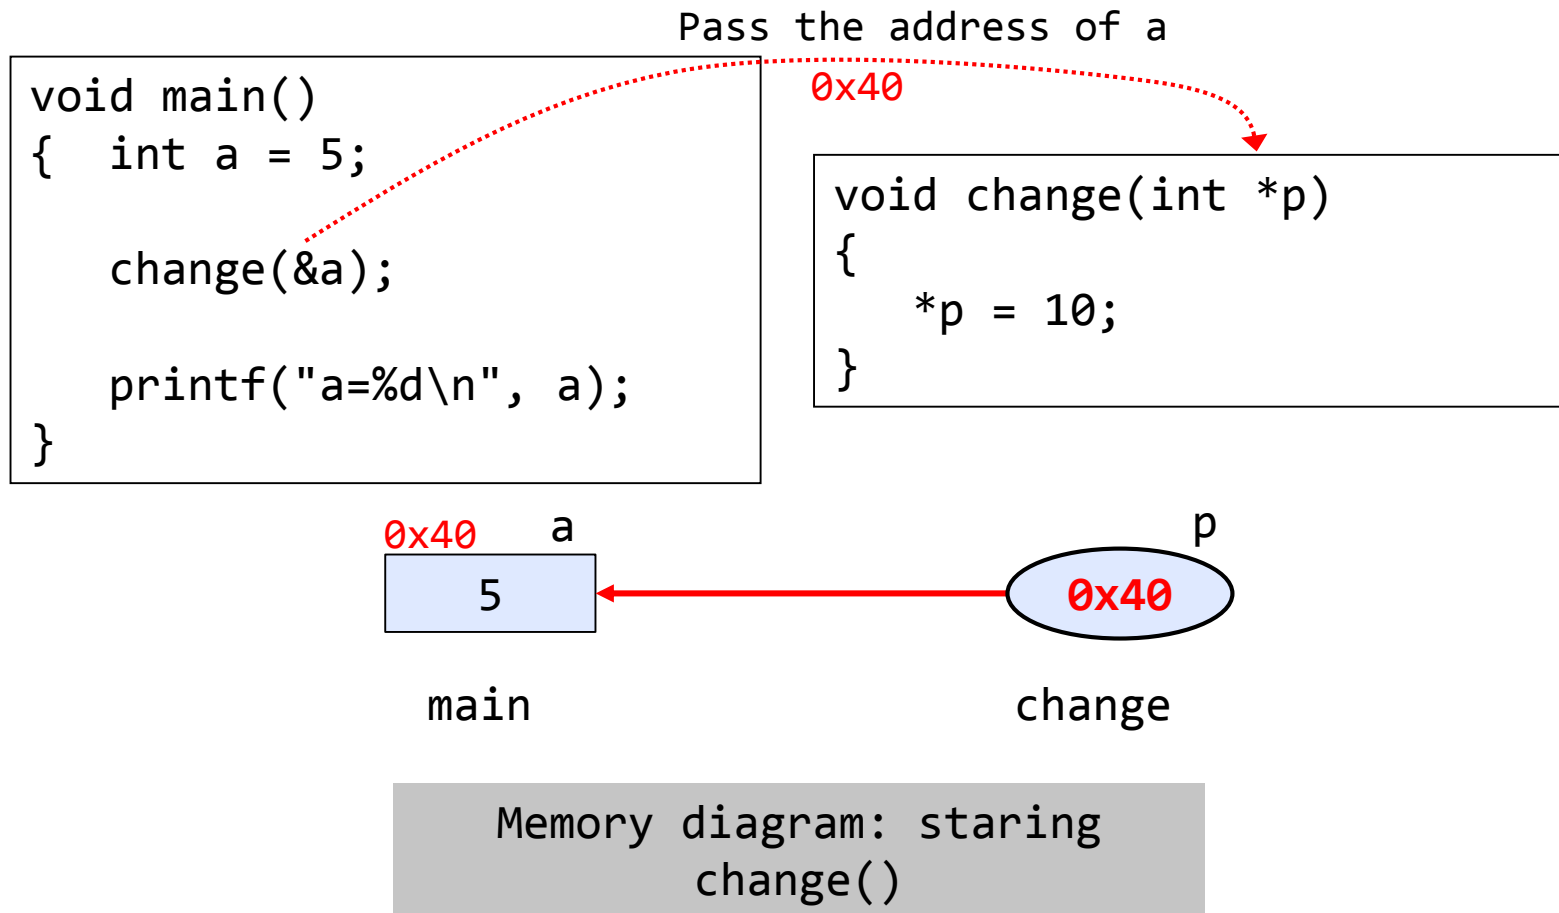 Pass the address of a
0x40
void main()
{  int a = 5;
change(&a);
printf("a=%d\n", a);
}
void change(int *p)
{
*p = 10;
}
0x40 a
5
p
0x40
main
change
Memory diagram: staring
change()